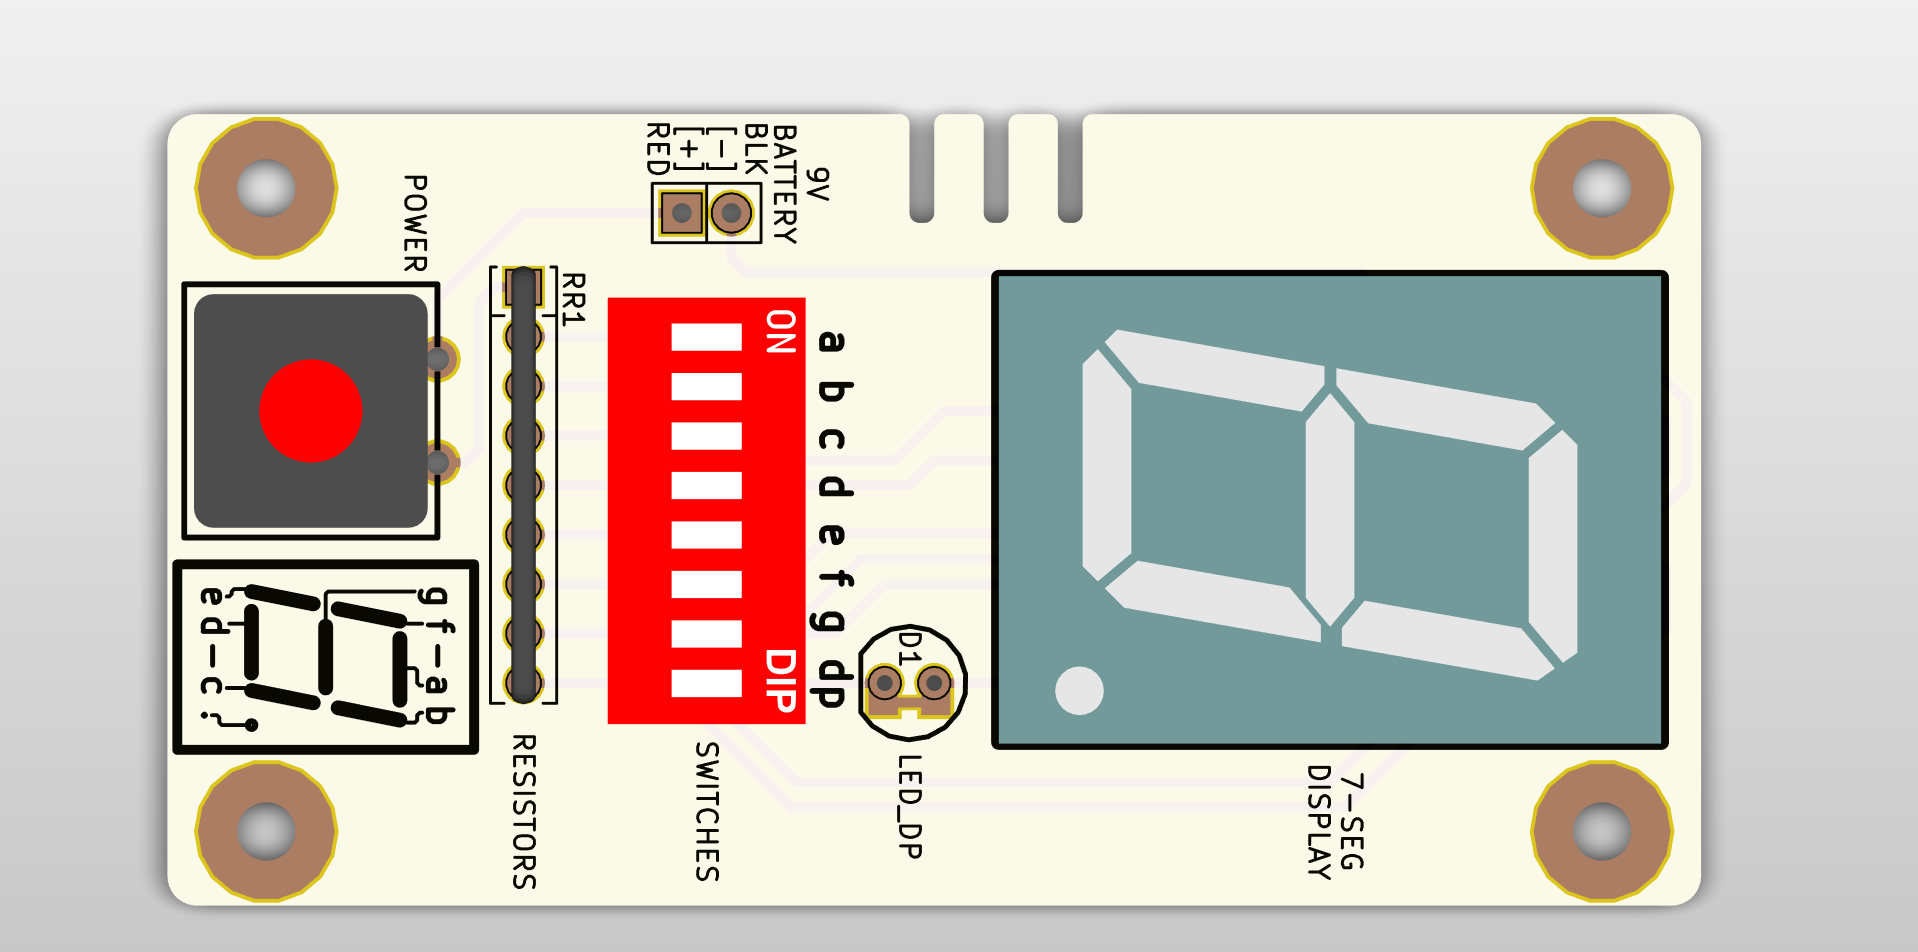 POWER
RED
[+]
[-]
BLK
BATTERY
9V
RR1
ON
DIP
a
b
c
d
e
f
g
dp
D1
g
f
a
b
e
d
c
RESISTORS
SWITCHES
LED_DP
7-SEG
DISPLAY